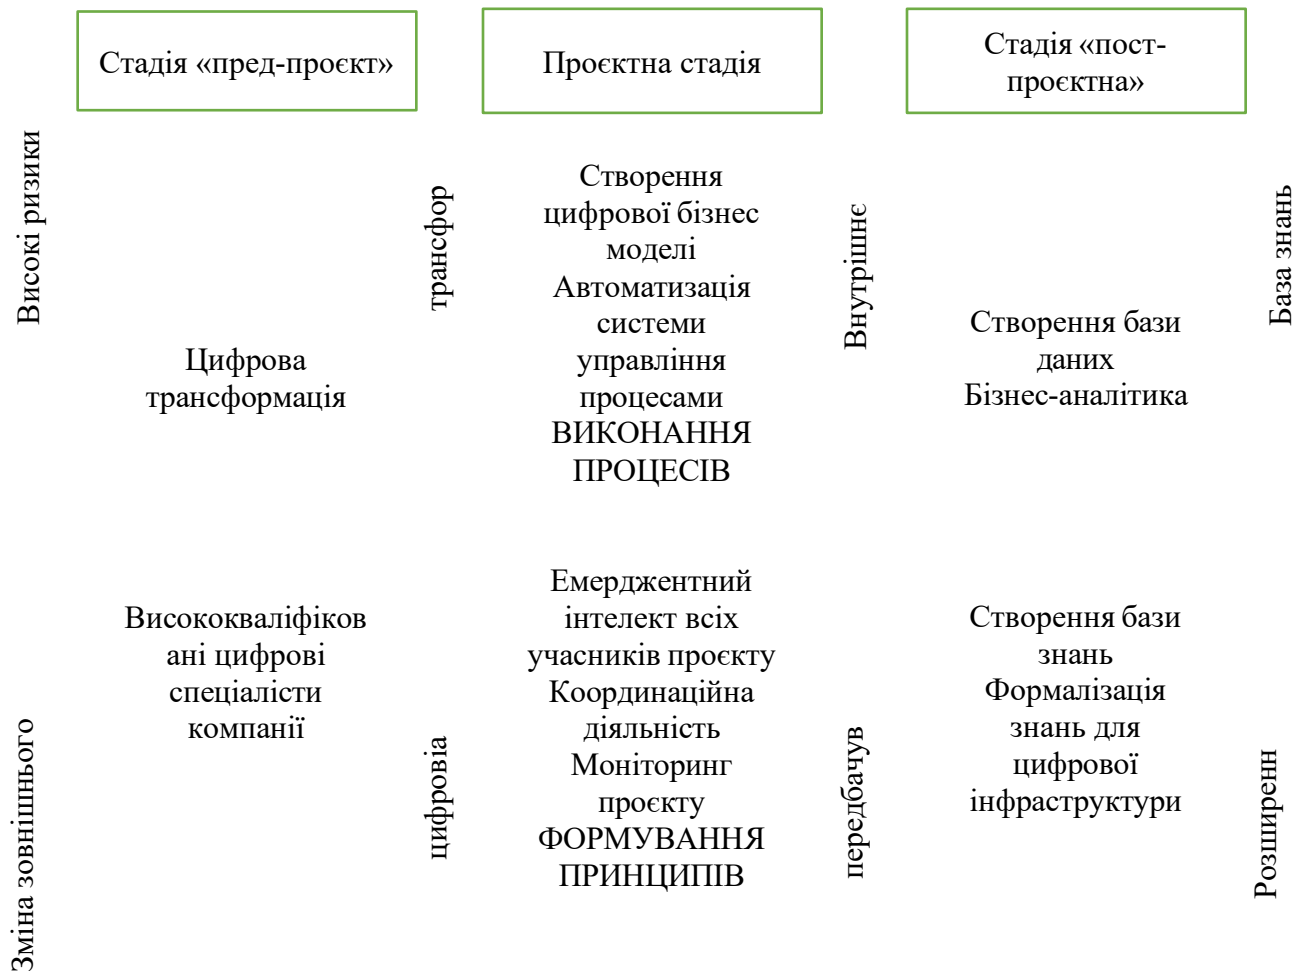 Стадія «пред-проєкт»
Проєктна стадія
Стадія «пост-
проєктна»
Високі ризики
Цифрова
трансформація
трансфор
Створення
цифрової бізнес
моделі
Автоматизація
системи
управління
процесами
ВИКОНАННЯ
ПРОЦЕСІВ
Внутрішнє
Створення бази
даних
Бізнес-аналітика
База знань
Зміна зовнішнього
Висококваліфіков
ані цифрові
спеціалісти
компанії
цифровіа
Емерджентний
інтелект всіх
учасників проєкту
Координаційна
діяльність
Моніторинг
проєкту
ФОРМУВАННЯ
ПРИНЦИПІВ
передбачув
Створення бази
знань
Формалізація
знань для
цифрової
інфраструктури
Розширенн